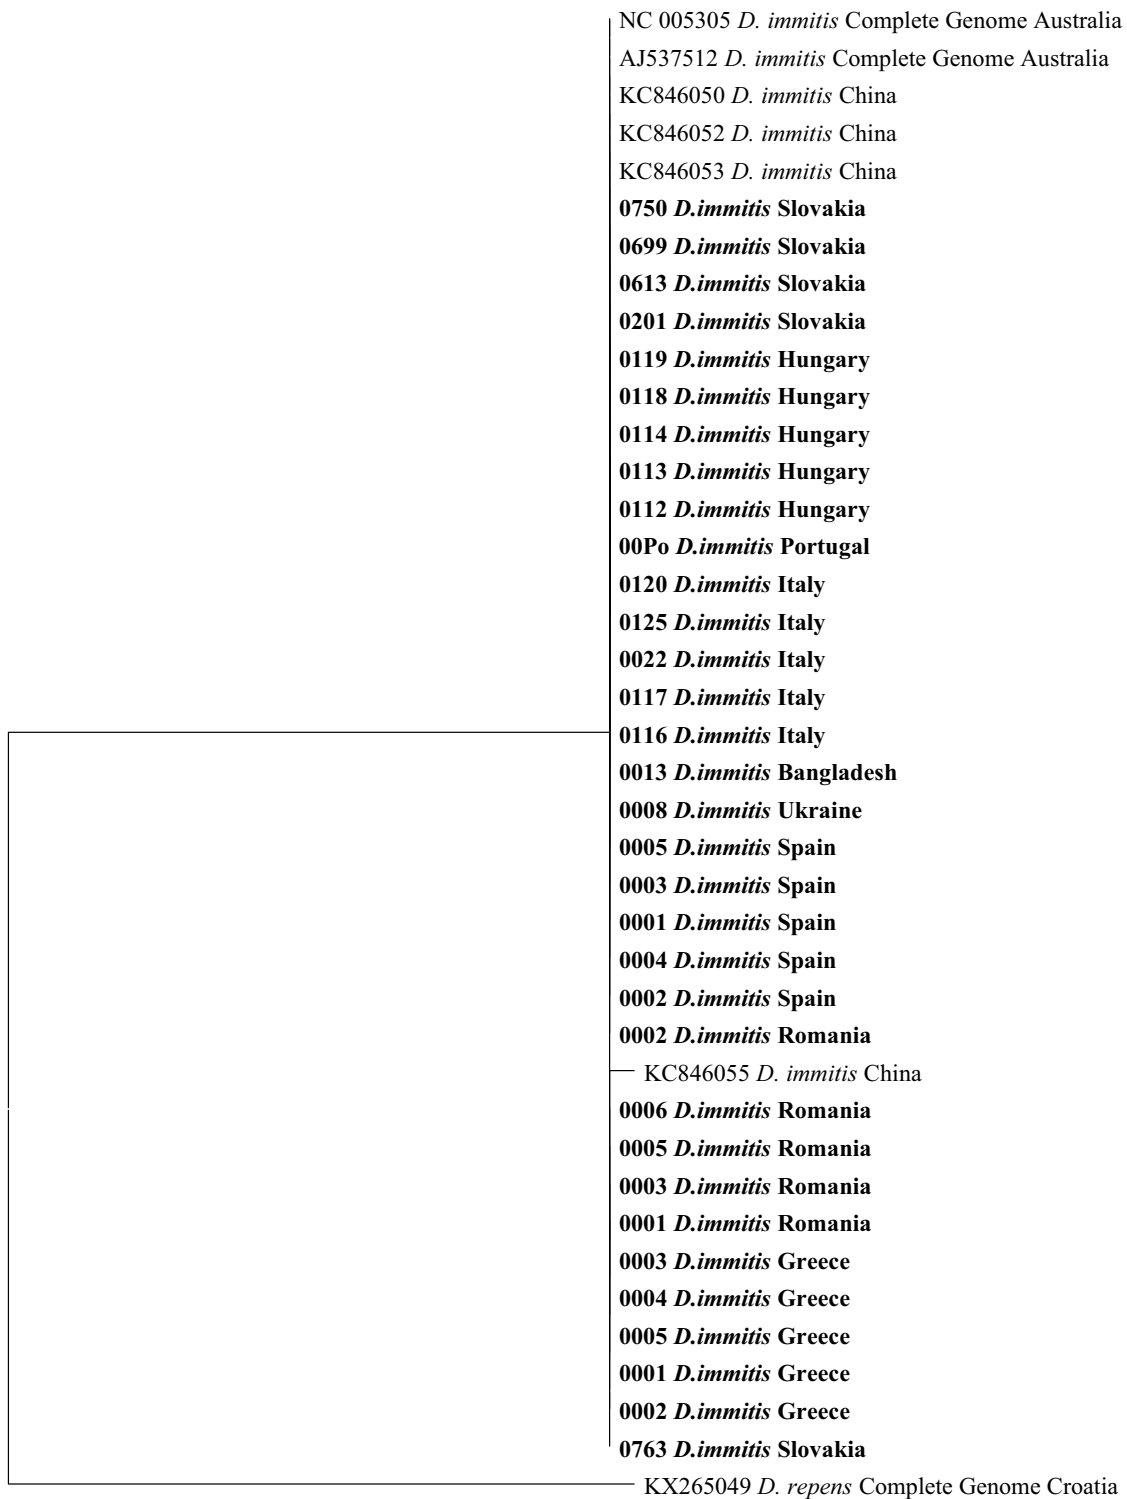 NC 005305 D. immitis Complete Genome Australia
AJ537512 D. immitis Complete Genome Australia
KC846050 D. immitis China
KC846052 D. immitis China
KC846053 D. immitis China
0750 D.immitis Slovakia
0699 D.immitis Slovakia
0613 D.immitis Slovakia
0201 D.immitis Slovakia
0119 D.immitis Hungary
0118 D.immitis Hungary
0114 D.immitis Hungary
0113 D.immitis Hungary
0112 D.immitis Hungary
00Po D.immitis Portugal
0120 D.immitis Italy
0125 D.immitis Italy
0022 D.immitis Italy
0117 D.immitis Italy
0116 D.immitis Italy
0013 D.immitis Bangladesh
0008 D.immitis Ukraine
0005 D.immitis Spain
0003 D.immitis Spain
0001 D.immitis Spain
0004 D.immitis Spain
0002 D.immitis Spain
0002 D.immitis Romania
KC846055 D. immitis China
0006 D.immitis Romania
0005 D.immitis Romania
0003 D.immitis Romania
0001 D.immitis Romania
0003 D.immitis Greece
0004 D.immitis Greece
0005 D.immitis Greece
0001 D.immitis Greece
0002 D.immitis Greece
0763 D.immitis Slovakia
KX265049 D. repens Complete Genome Croatia